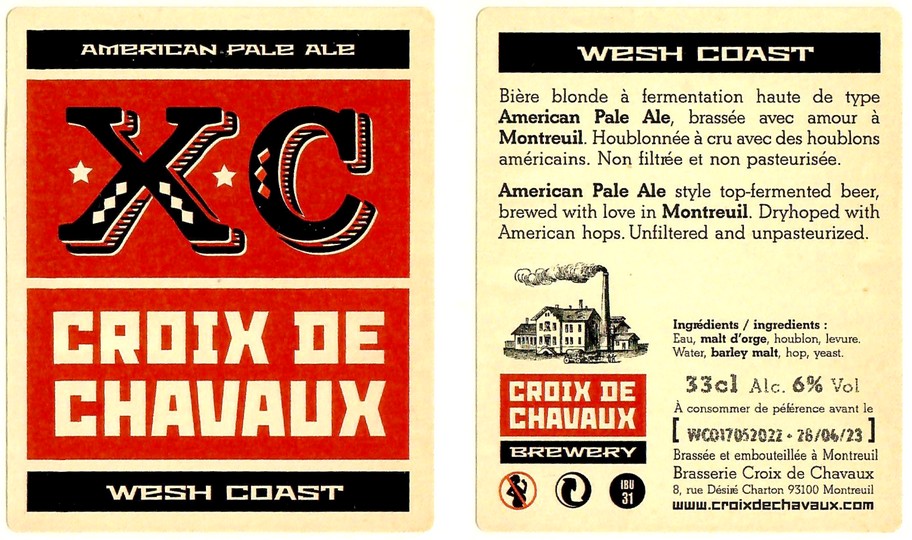 AMERICAN PALE ALE
XC
CROIX DE
CHAVAUX
WESH COAST
WESH COAST
Bière blonde à fermentation haute de type
American Pale Ale, brassée avec amour à
Montreuil. Houblonnée à cru avec des houblons
américains. Non filtrée et non pasteurisée.
American Pale Ale style top-fermented beer,
brewed with love in Montreuil. Dryhoped with
American hops. Unfiltered and unpasteurized.
Ingrédients / ingredients :
Eau, malt d'orge, houblon, levure.
Water, barley malt, hop, yeast.
33cl Alc. 6% Vol
À consommer de péférence avant le
[ WC017052022 - 28/06/23 ]
Brassée et embouteillée à Montreuil
Brasserie Croix de Chavaux
8, rue Désiré Charton 93100 Montreuil
www.croixdechavaux.com
CROIX DE
CHAVAUX
BREWERY
IBU
31